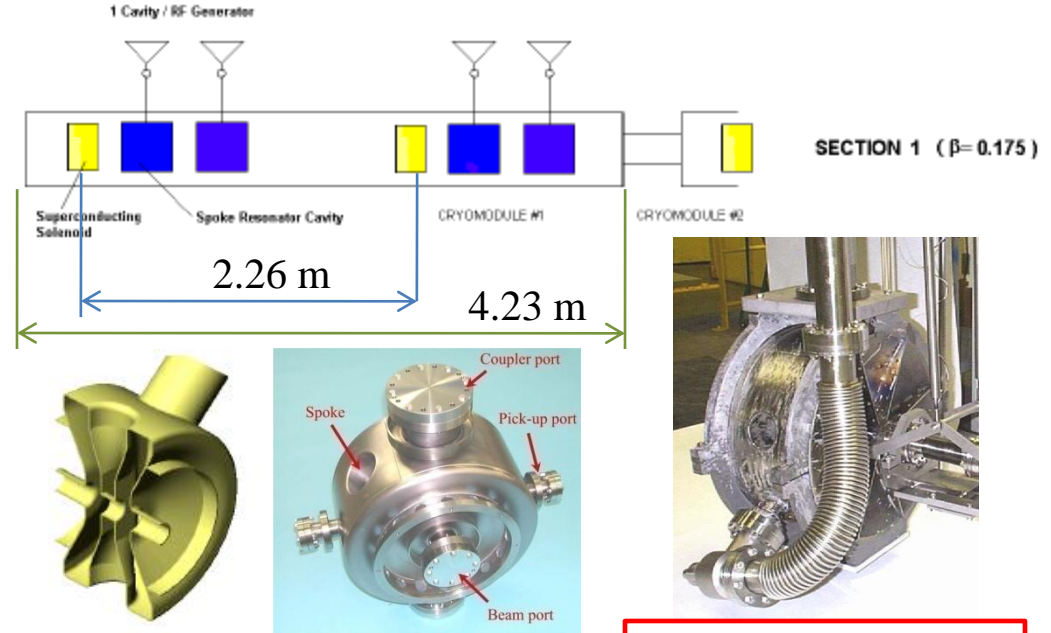 1 Cavity / RF Generator
SECTION 1 ( β= 0.175 )
Superconducting
Solenoid
Spoke Resonator Cavity
CRYOMODULE #1
CRYOMODULE #2
2.26 m
4.23 m
Coupler port
Spoke
Pick-up port
Beam port